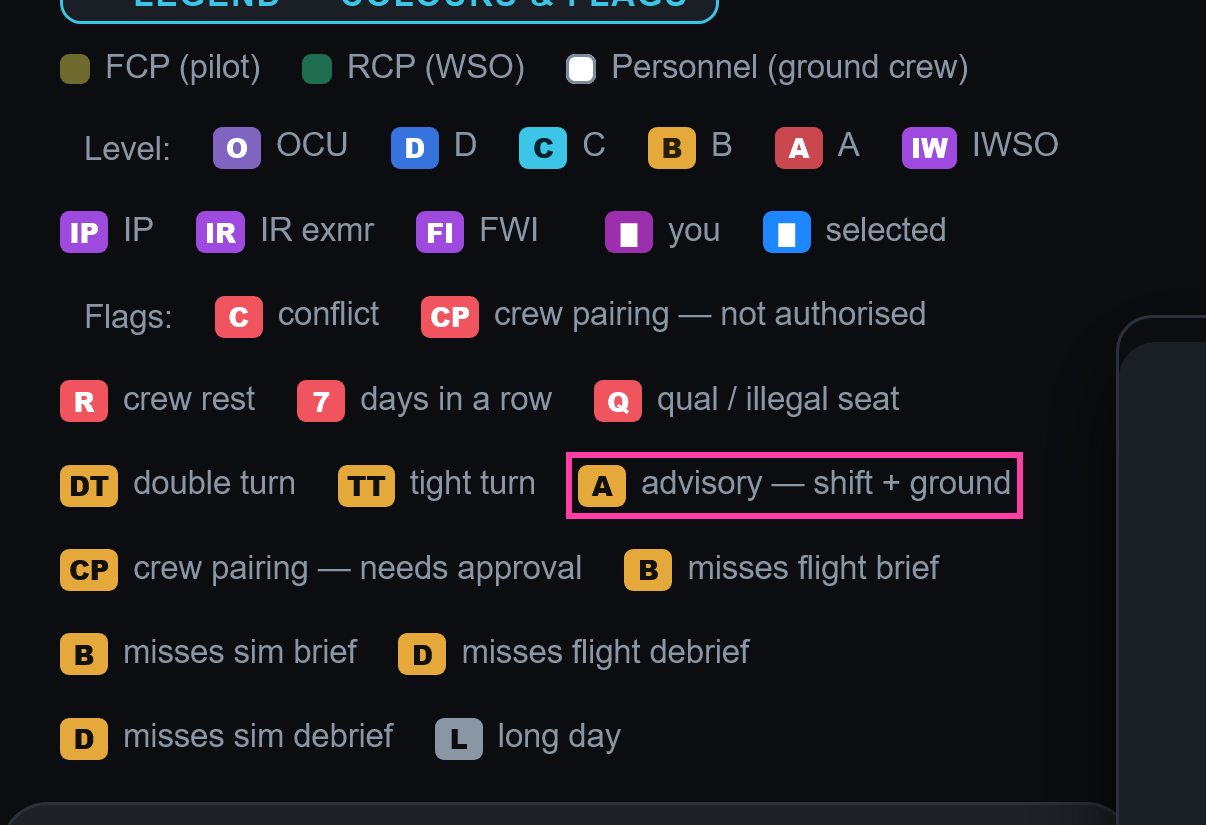 LEGEND — COLOURS & FLAGS
FCP (pilot) RCP (WSO) Personnel (ground crew)
Level: O OCU D D C C B B A A IW IWSO
IP IP IR IR exmr FI FWI you selected
Flags: C conflict CP crew pairing — not authorised
R crew rest 7 days in a row Q qual / illegal seat
DT double turn TT tight turn A advisory — shift + ground
CP crew pairing — needs approval B misses flight brief
B misses sim brief D misses flight debrief
D misses sim debrief L long day